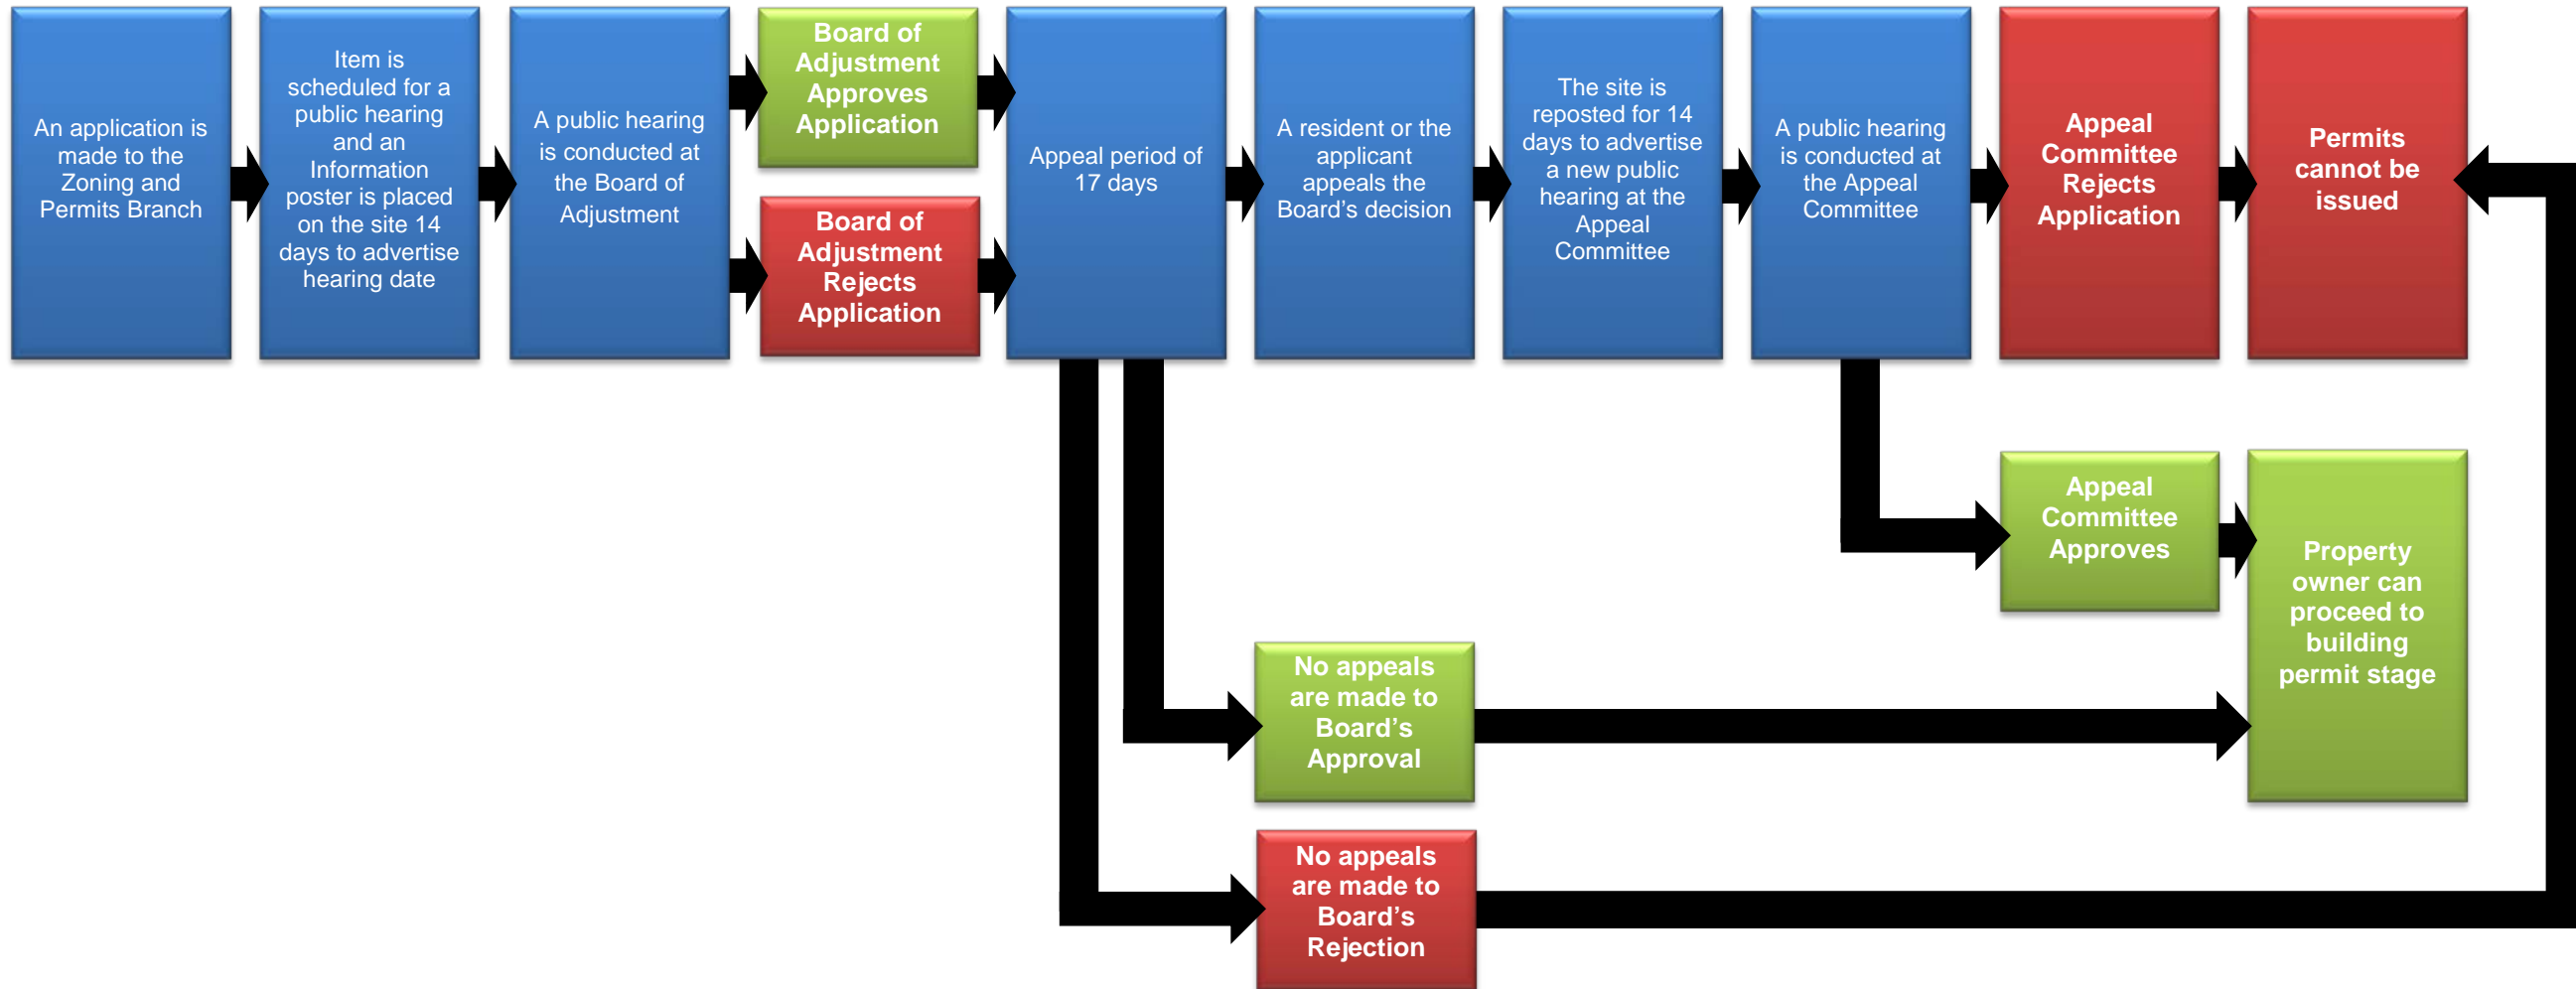 An application is
made to the
Zoning and
Permits Branch
Item is
scheduled for a
public hearing
and an
Information
poster is placed
on the site 14
days to advertise
hearing date
A public hearing
is conducted at
the Board of
Adjustment
Board of
Adjustment
Approves
Application
Board of
Adjustment
Rejects
Application
Appeal period of
17 days
A resident or the
applicant
appeals the
Board’s decision
The site is
reposted for 14
days to advertise
a new public
hearing at the
Appeal
Committee
A public hearing
is conducted at
the Appeal
Committee
Appeal
Committee
Rejects
Application
Permits
cannot be
issued
Appeal
Committee
Approves
Property
owner can
proceed to
building
permit stage
No appeals
are made to
Board’s
Approval
No appeals
are made to
Board’s
Rejection